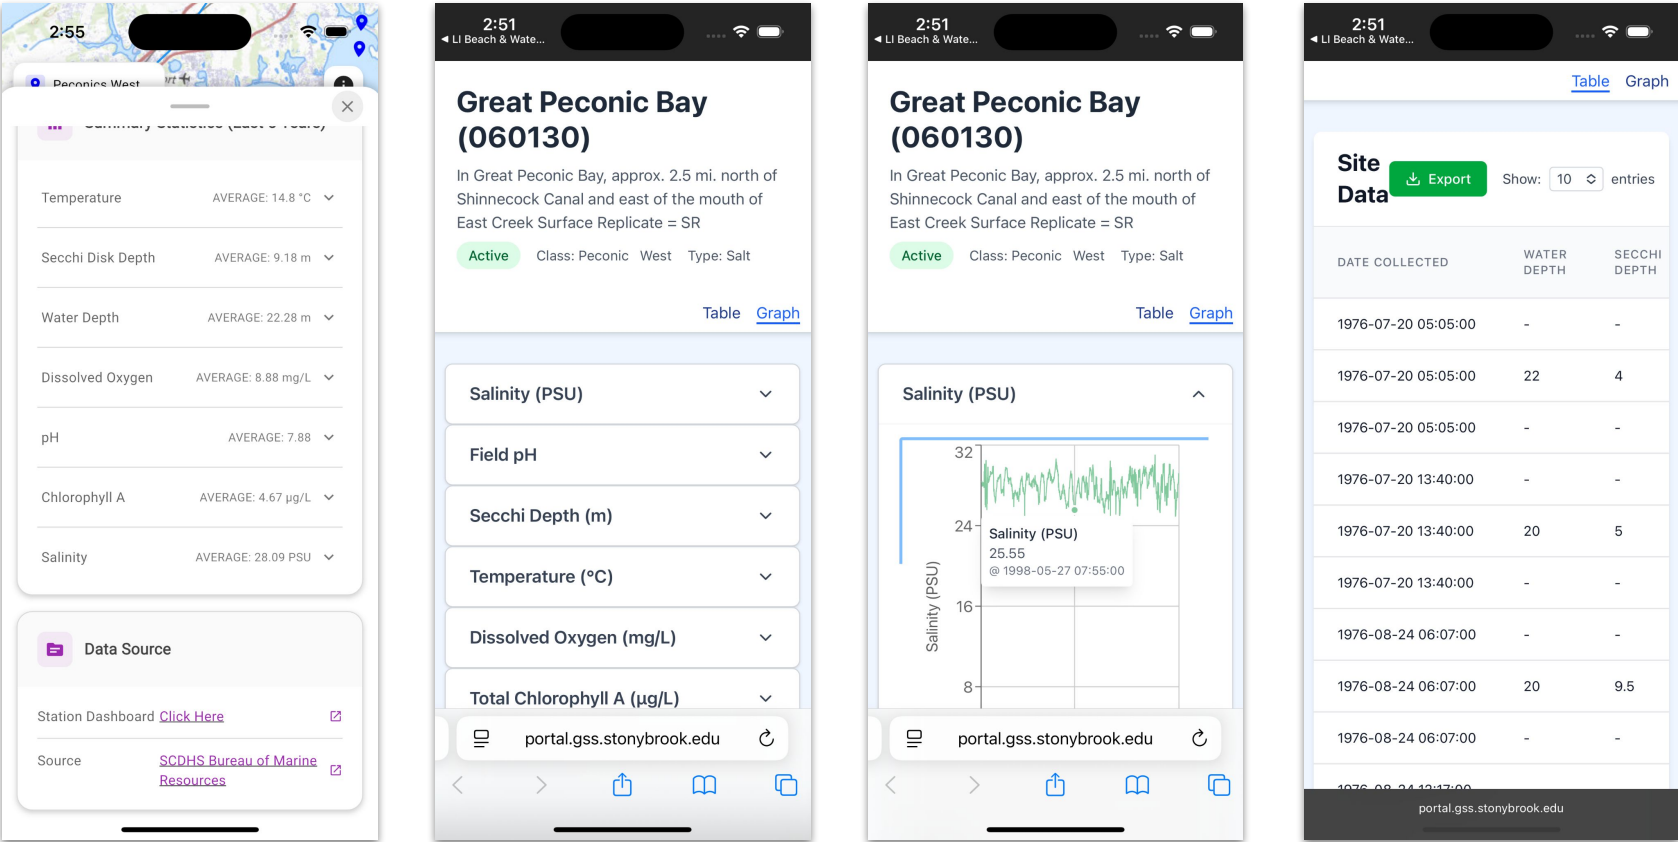 2:55
Peconics West
Summary Statistics (Last 5 Years)
Temperature AVERAGE: 14.8 °C
Secchi Disk Depth AVERAGE: 9.18 m
Water Depth AVERAGE: 22.28 m
Dissolved Oxygen AVERAGE: 8.88 mg/L
pH AVERAGE: 7.88
Chlorophyll A AVERAGE: 4.67 µg/L
Salinity AVERAGE: 28.09 PSU
Data Source
Station Dashboard Click Here
Source SCDHS Bureau of Marine
Resources
2:51
◀ LI Beach & Wate...
Great Peconic Bay
(060130)
In Great Peconic Bay, approx. 2.5 mi. north of
Shinnecock Canal and east of the mouth of
East Creek Surface Replicate = SR
Active Class: Peconic West Type: Salt
Table Graph
Salinity (PSU)
Field pH
Secchi Depth (m)
Temperature (°C)
Dissolved Oxygen (mg/L)
Total Chlorophyll A (µg/L)
portal.gss.stonybrook.edu
2:51
◀ LI Beach & Wate...
Great Peconic Bay
(060130)
In Great Peconic Bay, approx. 2.5 mi. north of
Shinnecock Canal and east of the mouth of
East Creek Surface Replicate = SR
Active Class: Peconic West Type: Salt
Table Graph
Salinity (PSU)
32
24
Salinity (PSU)
25.55
@ 1998-05-27 07:55:00
16
8
Salinity (PSU)
portal.gss.stonybrook.edu
2:51
◀ LI Beach & Wate...
Table Graph
Site
Data
Export Show: 10 entries
DATE COLLECTED WATER DEPTH SECCHI DEPTH
1976-07-20 05:05:00 - -
1976-07-20 05:05:00 22 4
1976-07-20 05:05:00 - -
1976-07-20 13:40:00 - -
1976-07-20 13:40:00 20 5
1976-07-20 13:40:00 - -
1976-08-24 06:07:00 - -
1976-08-24 06:07:00 20 9.5
1976-08-24 06:07:00 - -
1976-08-24 12:17:00
portal.gss.stonybrook.edu